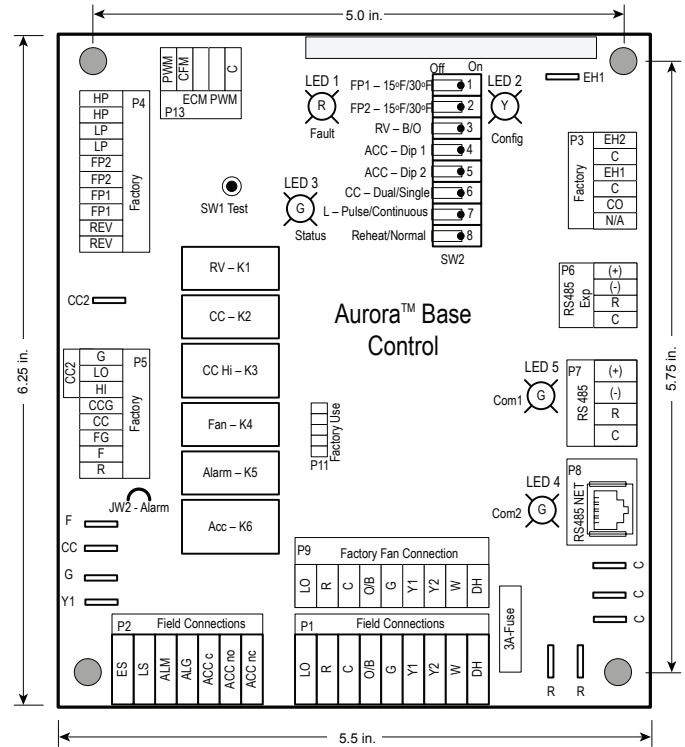 5.0 in.
6.25 in.
5.75 in.
5.5 in.
PWM
CFM
C
P13
ECM PWM
P4
HP
HP
LP
LP
FP2
FP2
FP1
FP1
REV
REV
Factory
SW1 Test
LED 1
R
Fault
LED 3
G
Status
Off
On
FP1 – 15ºF/30ºF
1
FP2 – 15ºF/30ºF
2
RV – B/O
3
ACC – Dip 1
4
ACC – Dip 2
5
CC – Dual/Single
6
L – Pulse/Continuous
7
Reheat/Normal
8
SW2
LED 2
Y
Config
EH1
P3
EH2
C
EH1
C
CO
N/A
Factory
P6
(+)
(-)
R
C
RS485
Exp
P7
(+)
(-)
R
C
RS 485
LED 5
Com1
G
P8
RS485 NET
LED 4
Com2
G
RV – K1
CC – K2
CC Hi – K3
Fan – K4
Alarm – K5
Acc – K6
Aurora™ Base
Control
CC2
CC2
P5
G
LO
HI
CCG
CC
FG
F
R
Factory
JW2 - Alarm
F
CC
G
Y1
Factory Use
P11
P9
Factory Fan Connection
LO
R
C
O/B
G
Y1
Y2
W
DH
P2
Field Connections
ES
LS
ALM
ALG
ACC c
ACC no
ACC nc
P1
Field Connections
LO
R
C
O/B
G
Y1
Y2
W
DH
3A-Fuse
C
C
C
R
R